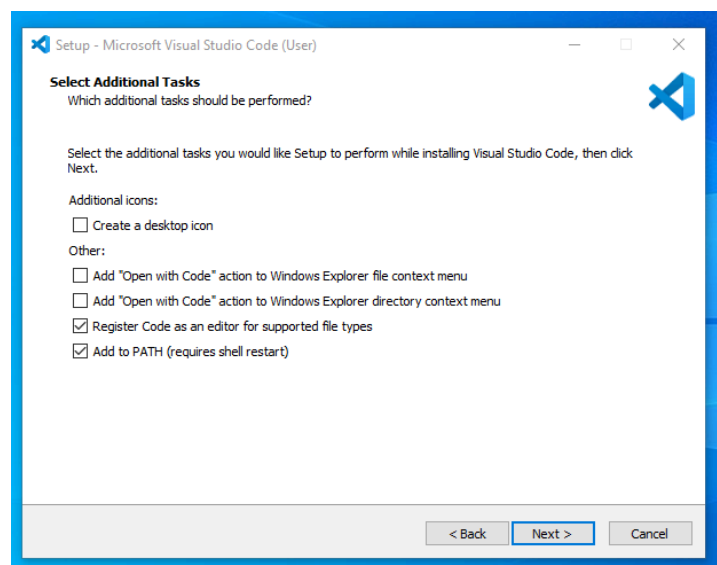 Setup - Microsoft Visual Studio Code (User)
Select Additional Tasks
Which additional tasks should be performed?
Select the additional tasks you would like Setup to perform while installing Visual Studio Code, then click
Next.
Additional icons:
Create a desktop icon
Other:
Add "Open with Code" action to Windows Explorer file context menu
Add "Open with Code" action to Windows Explorer directory context menu
Register Code as an editor for supported file types
Add to PATH (requires shell restart)
< Back Next > Cancel